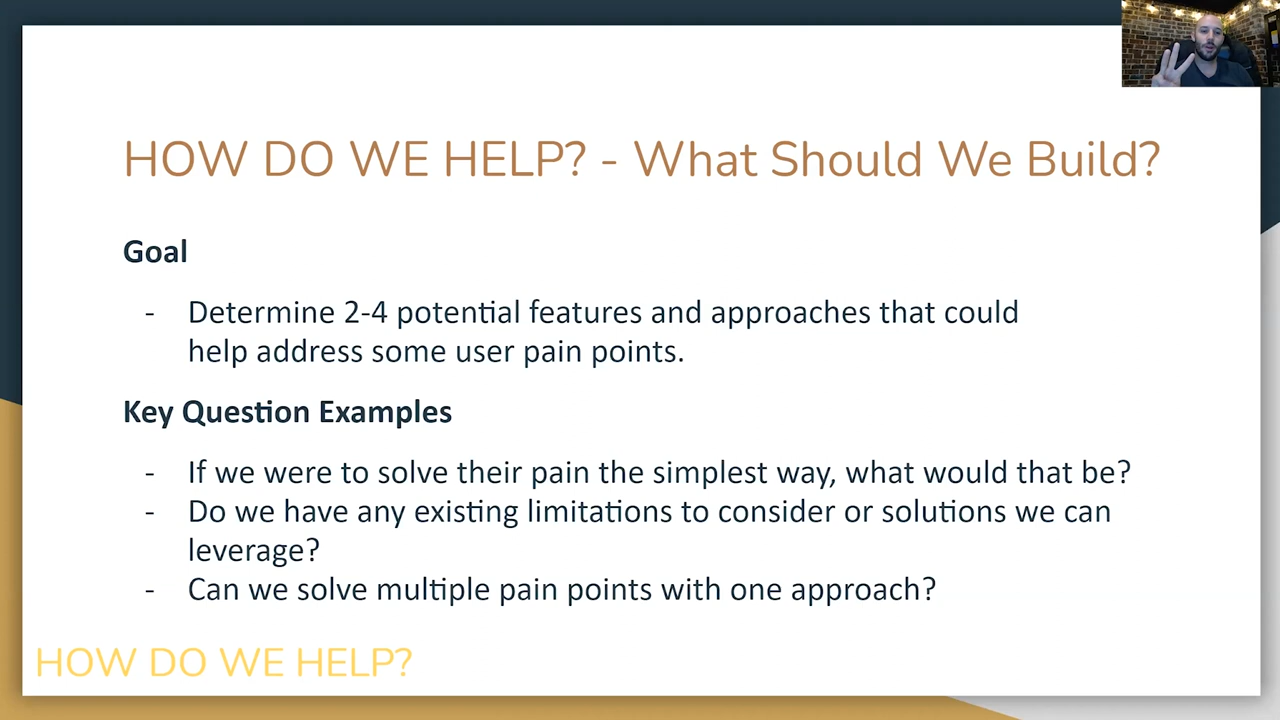 HOW DO WE HELP? - What Should We Build?
Goal
- Determine 2-4 potential features and approaches that could
help address some user pain points.
Key Question Examples
- If we were to solve their pain the simplest way, what would that be?
- Do we have any existing limitations to consider or solutions we can
leverage?
- Can we solve multiple pain points with one approach?
HOW DO WE HELP?